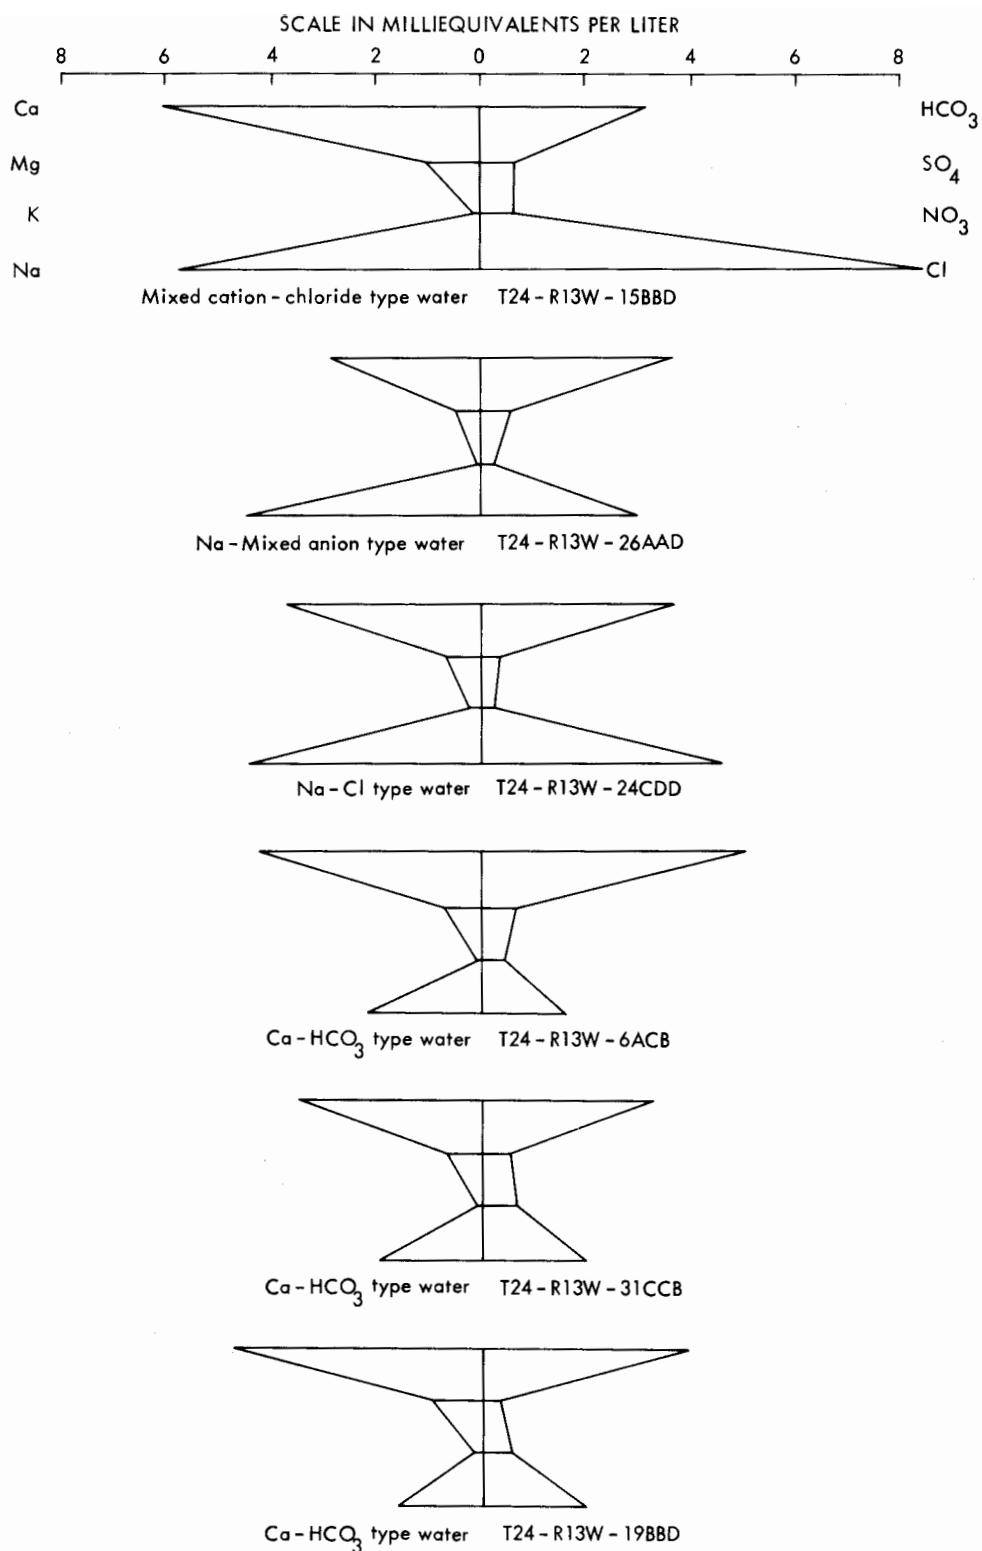 SCALE IN MILLIEQUIVALENTS PER LITER
8 6 4 2 0 2 4 6 8
Ca HCO3
Mg SO4
K NO3
Na Cl
Mixed cation-chloride type water T24-R13W-15BBD
Na-Mixed anion type water T24-R13W-26AAD
Na-Cl type water T24-R13W-24CDD
Ca-HCO3 type water T24-R13W-6ACB
Ca-HCO3 type water T24-R13W-31CCB
Ca-HCO3 type water T24-R13W-19BBD